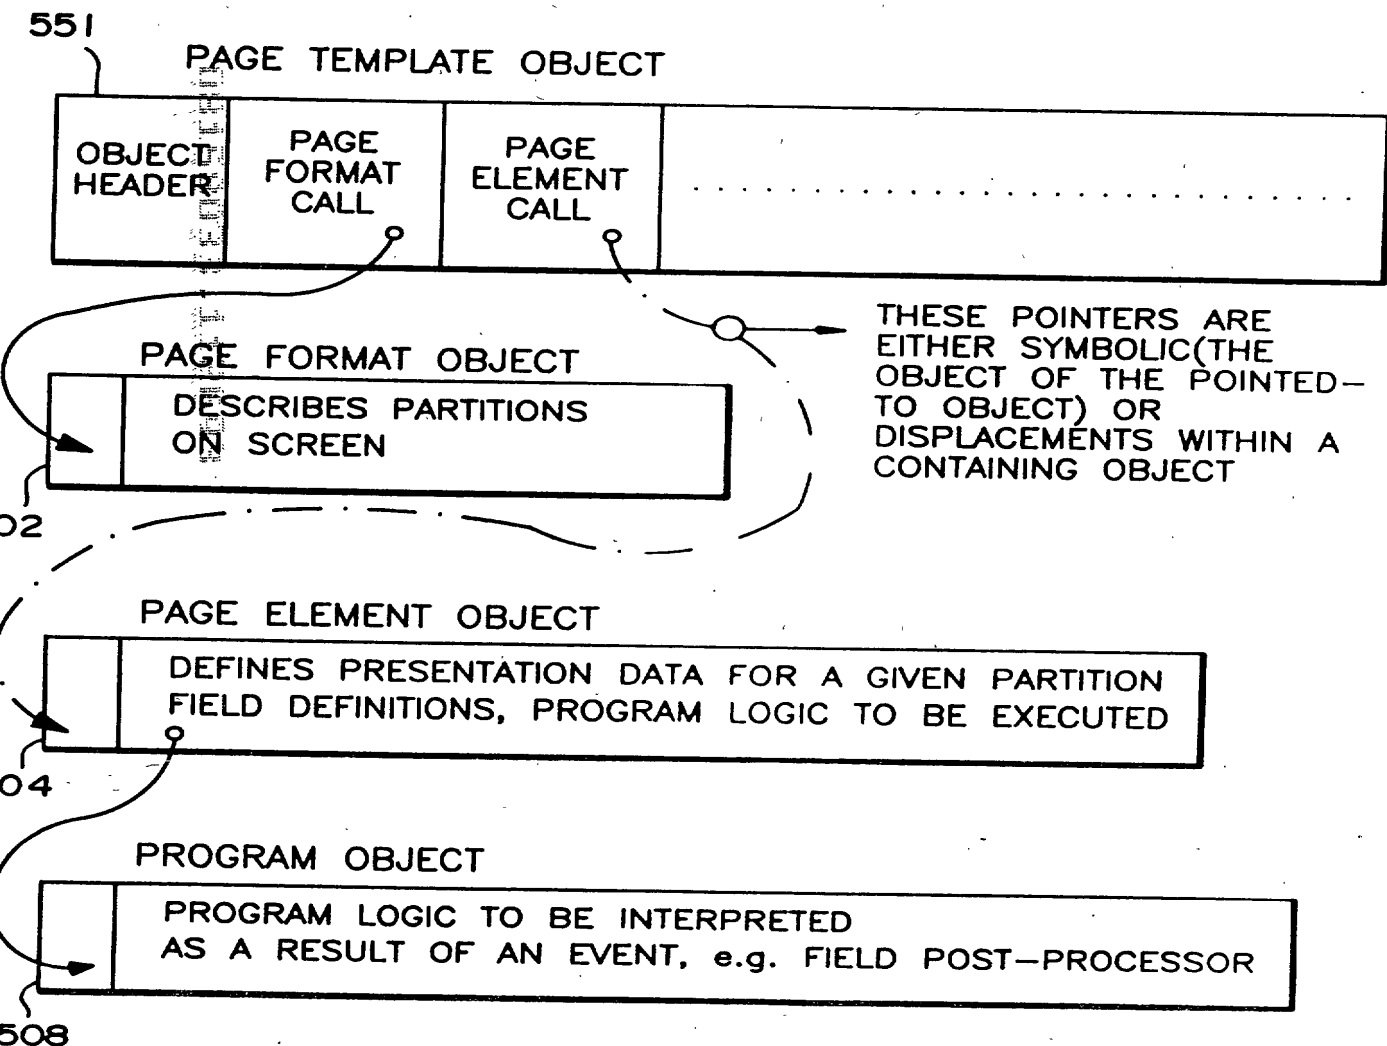 551
PAGE TEMPLATE OBJECT
OBJECT
HEADER
PAGE
FORMAT
CALL
PAGE
ELEMENT
CALL
THESE POINTERS ARE
EITHER SYMBOLIC(THE
OBJECT OF THE POINTED-
TO OBJECT) OR
DISPLACEMENTS WITHIN A
CONTAINING OBJECT
PAGE FORMAT OBJECT
DESCRIBES PARTITIONS
ON SCREEN
02
PAGE ELEMENT OBJECT
DEFINES PRESENTATION DATA FOR A GIVEN PARTITION
FIELD DEFINITIONS, PROGRAM LOGIC TO BE EXECUTED
04
PROGRAM OBJECT
PROGRAM LOGIC TO BE INTERPRETED
AS A RESULT OF AN EVENT, e.g. FIELD POST-PROCESSOR
508